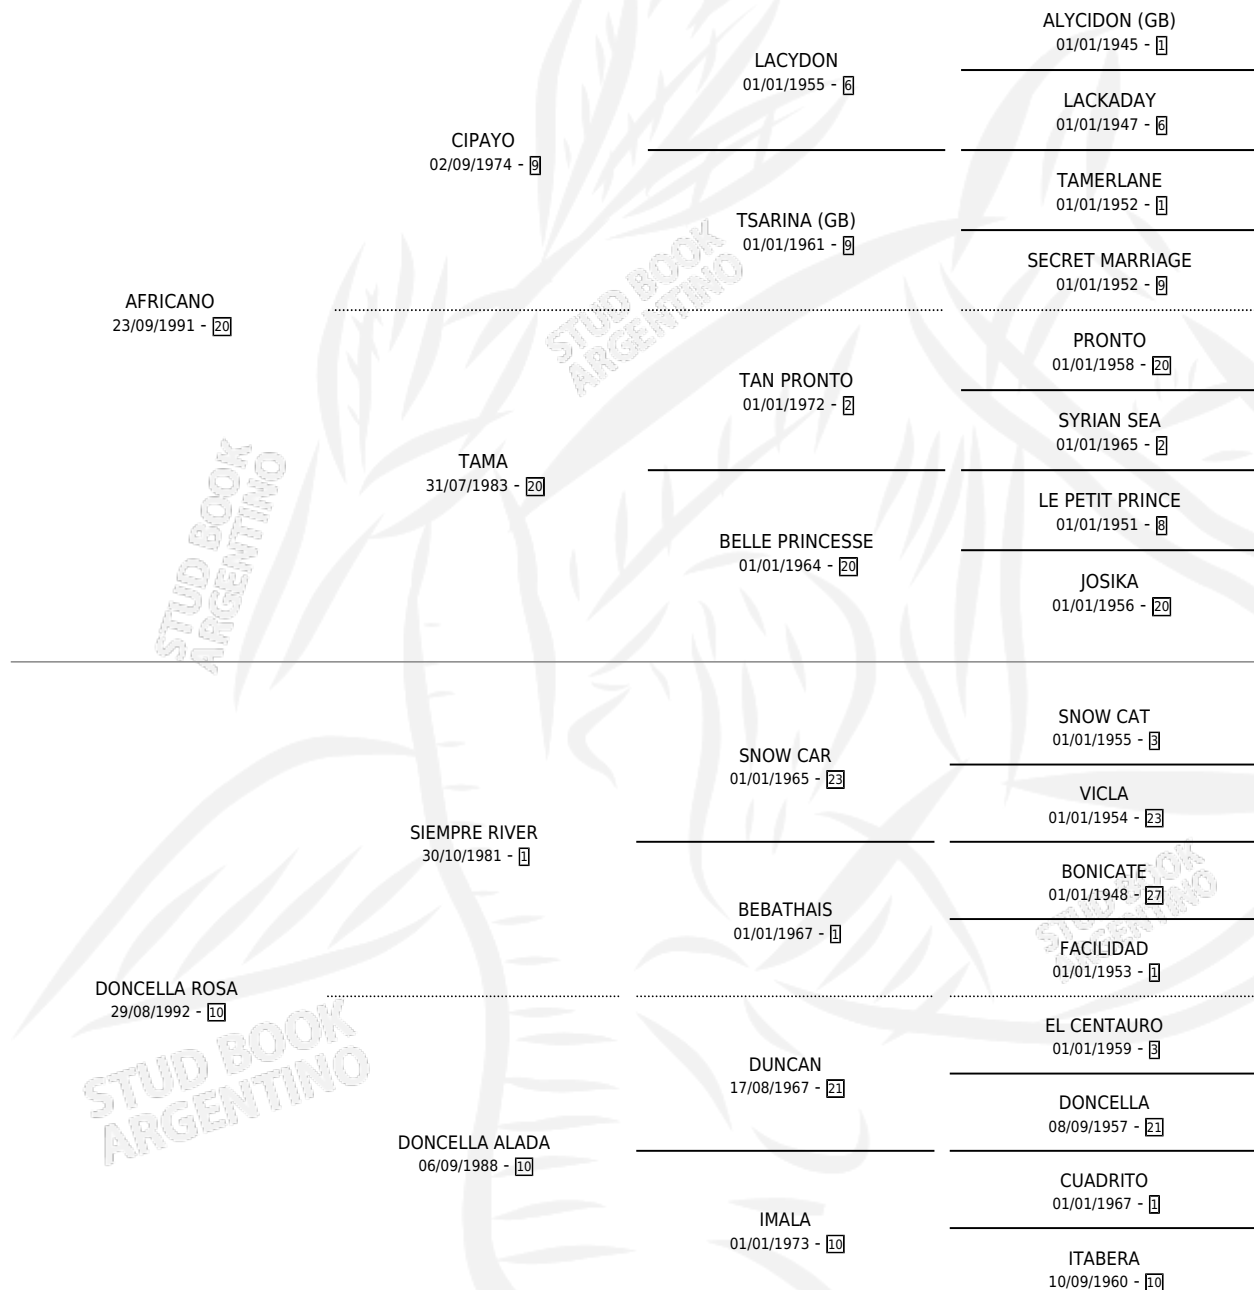 ALYCIDON (GB)
01/01/1945 - 1
LACYDON
01/01/1955 - 6
LACKADAY
01/01/1947 - 6
CIPAYO
02/09/1974 - 9
TAMERLANE
01/01/1952 - 1
TSARINA (GB)
01/01/1961 - 9
SECRET MARRIAGE
01/01/1952 - 9
AFRICANO
23/09/1991 - 20
STUD BOOK
ARGENTINO
PRONTO
01/01/1958 - 20
TAN PRONTO
01/01/1972 - 2
SYRIAN SEA
01/01/1965 - 2
TAMA
31/07/1983 - 20
LE PETIT PRINCE
01/01/1951 - 8
BELLE PRINCESSE
01/01/1964 - 20
JOSIKA
01/01/1956 - 20
STUD BOOK
ARGENTINO
SNOW CAT
01/01/1955 - 3
SNOW CAR
01/01/1965 - 23
VICLA
01/01/1954 - 23
SIEMPRE RIVER
30/10/1981 - 1
BONICATE
01/01/1948 - 27
BEBATHAIS
01/01/1967 - 1
FACILIDAD
01/01/1953 - 1
STUD BOOK
ARGENTINO
DONCELLA ROSA
29/08/1992 - 10
EL CENTAURO
01/01/1959 - 3
DUNCAN
17/08/1967 - 21
DONCELLA
08/09/1957 - 21
STUD BOOK
ARGENTINO
DONCELLA ALADA
06/09/1988 - 10
CUADRITO
01/01/1967 - 1
IMALA
01/01/1973 - 10
ITABERA
10/09/1960 - 10